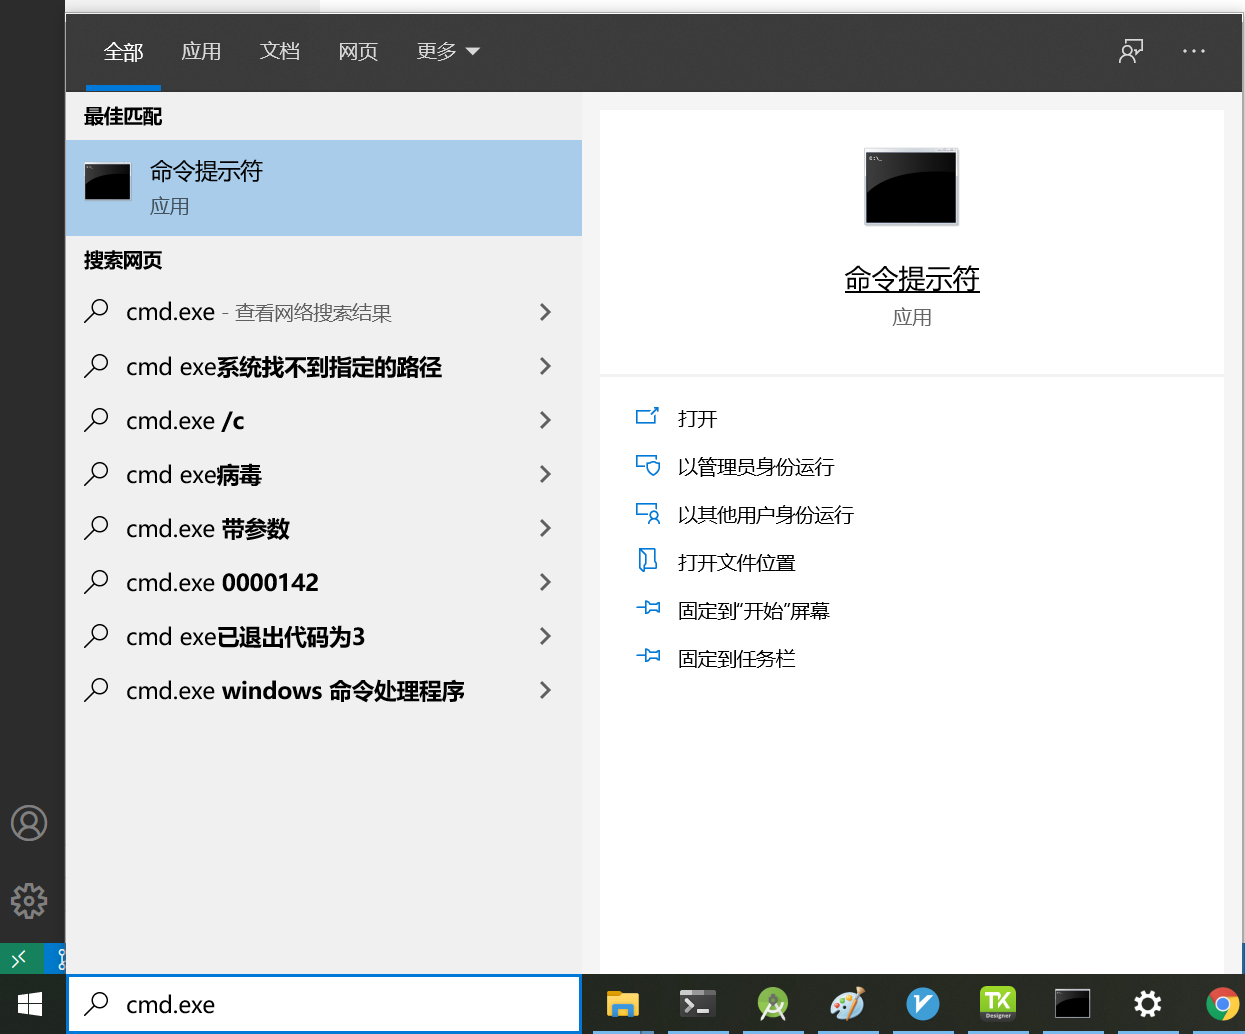 全部 应用 文档 网页 更多
最佳匹配
命令提示符
应用
搜索网页
cmd.exe - 查看网络搜索结果
cmd exe系统找不到指定的路径
cmd.exe /c
cmd exe病毒
cmd.exe 带参数
cmd.exe 0000142
cmd exe已退出代码为3
cmd.exe windows 命令处理程序
命令提示符
应用
打开
以管理员身份运行
以其他用户身份运行
打开文件位置
固定到“开始”屏幕
固定到任务栏
cmd.exe
TK
Designer